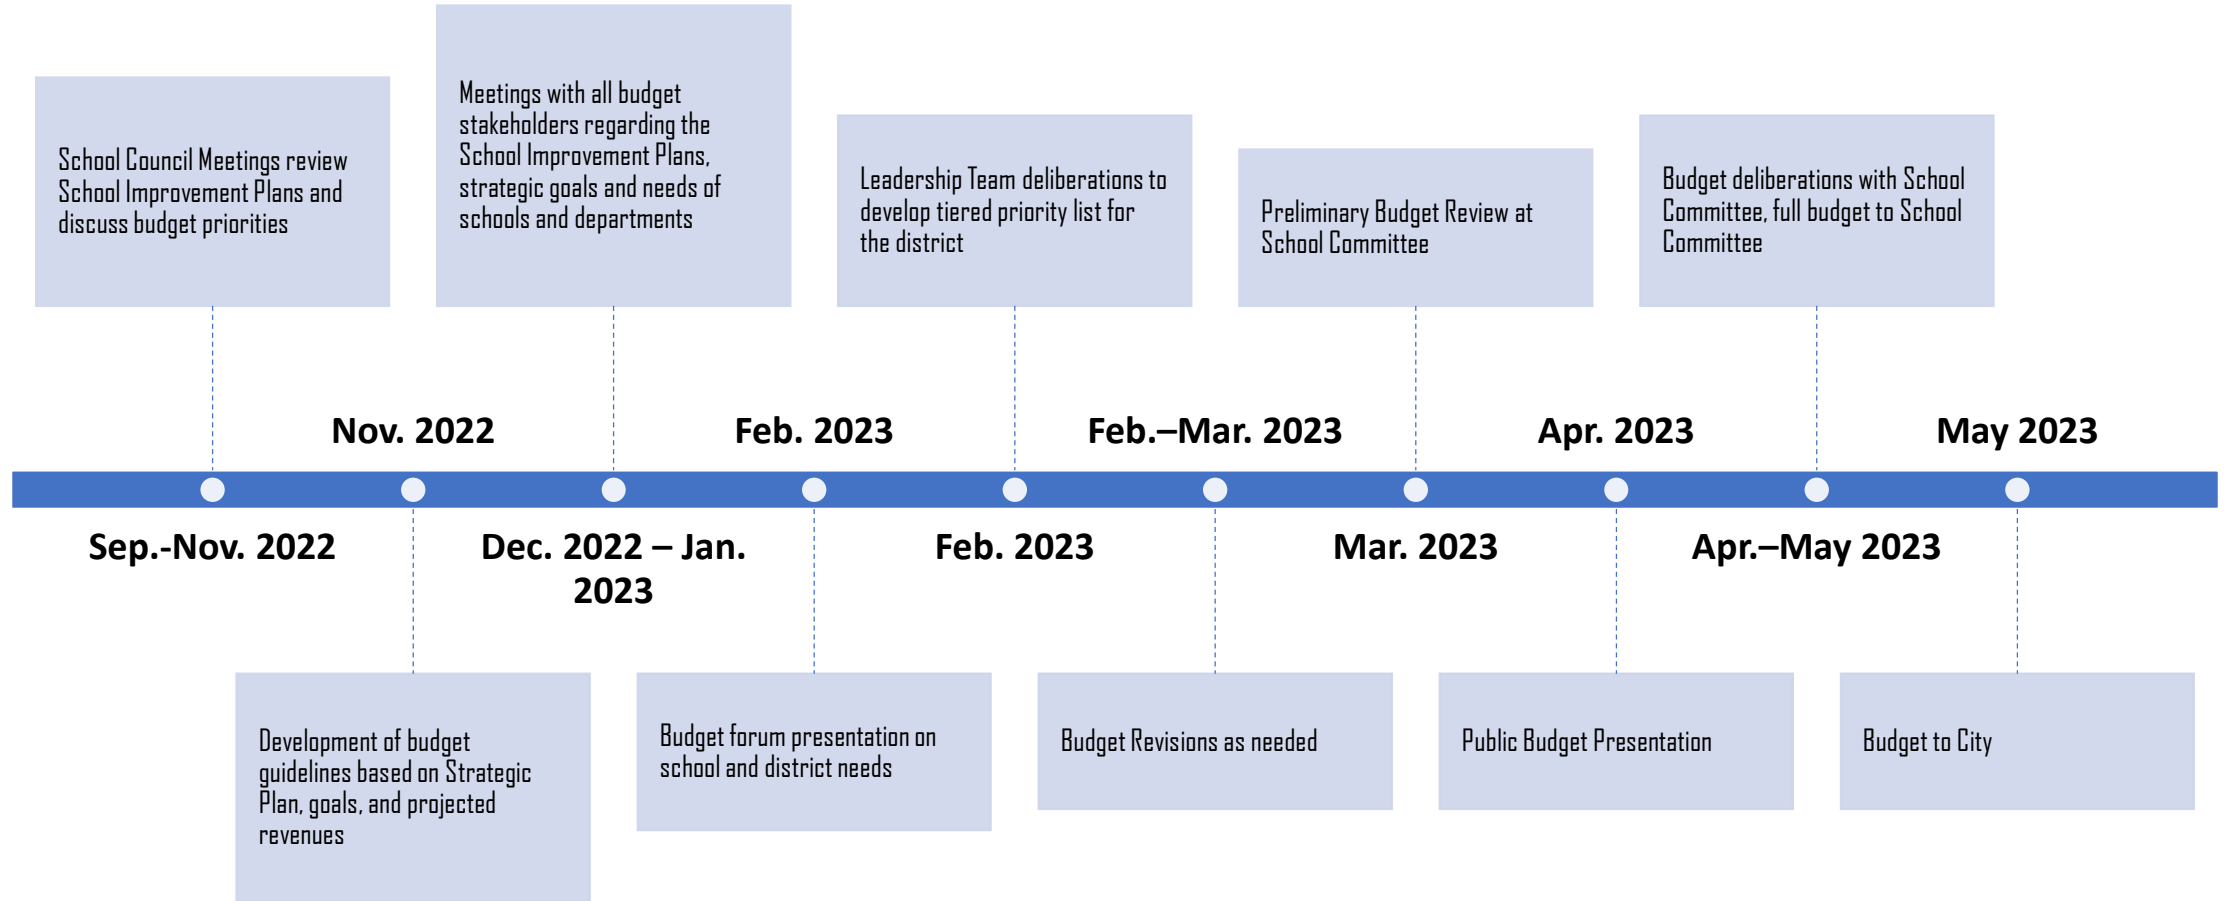 School Council Meetings review
School Improvement Plans and
discuss budget priorities
Meetings with all budget
stakeholders regarding the
School Improvement Plans,
strategic goals and needs of
schools and departments
Leadership Team deliberations to
develop tiered priority list for
the district
Preliminary Budget Review at
School Committee
Budget deliberations with School
Committee, full budget to School
Committee
Nov. 2022
Feb. 2023
Feb.–Mar. 2023
Apr. 2023
May 2023
Sep.-Nov. 2022
Dec. 2022 – Jan.
2023
Feb. 2023
Mar. 2023
Apr.–May 2023
Development of budget
guidelines based on Strategic
Plan, goals, and projected
revenues
Budget forum presentation on
school and district needs
Budget Revisions as needed
Public Budget Presentation
Budget to City